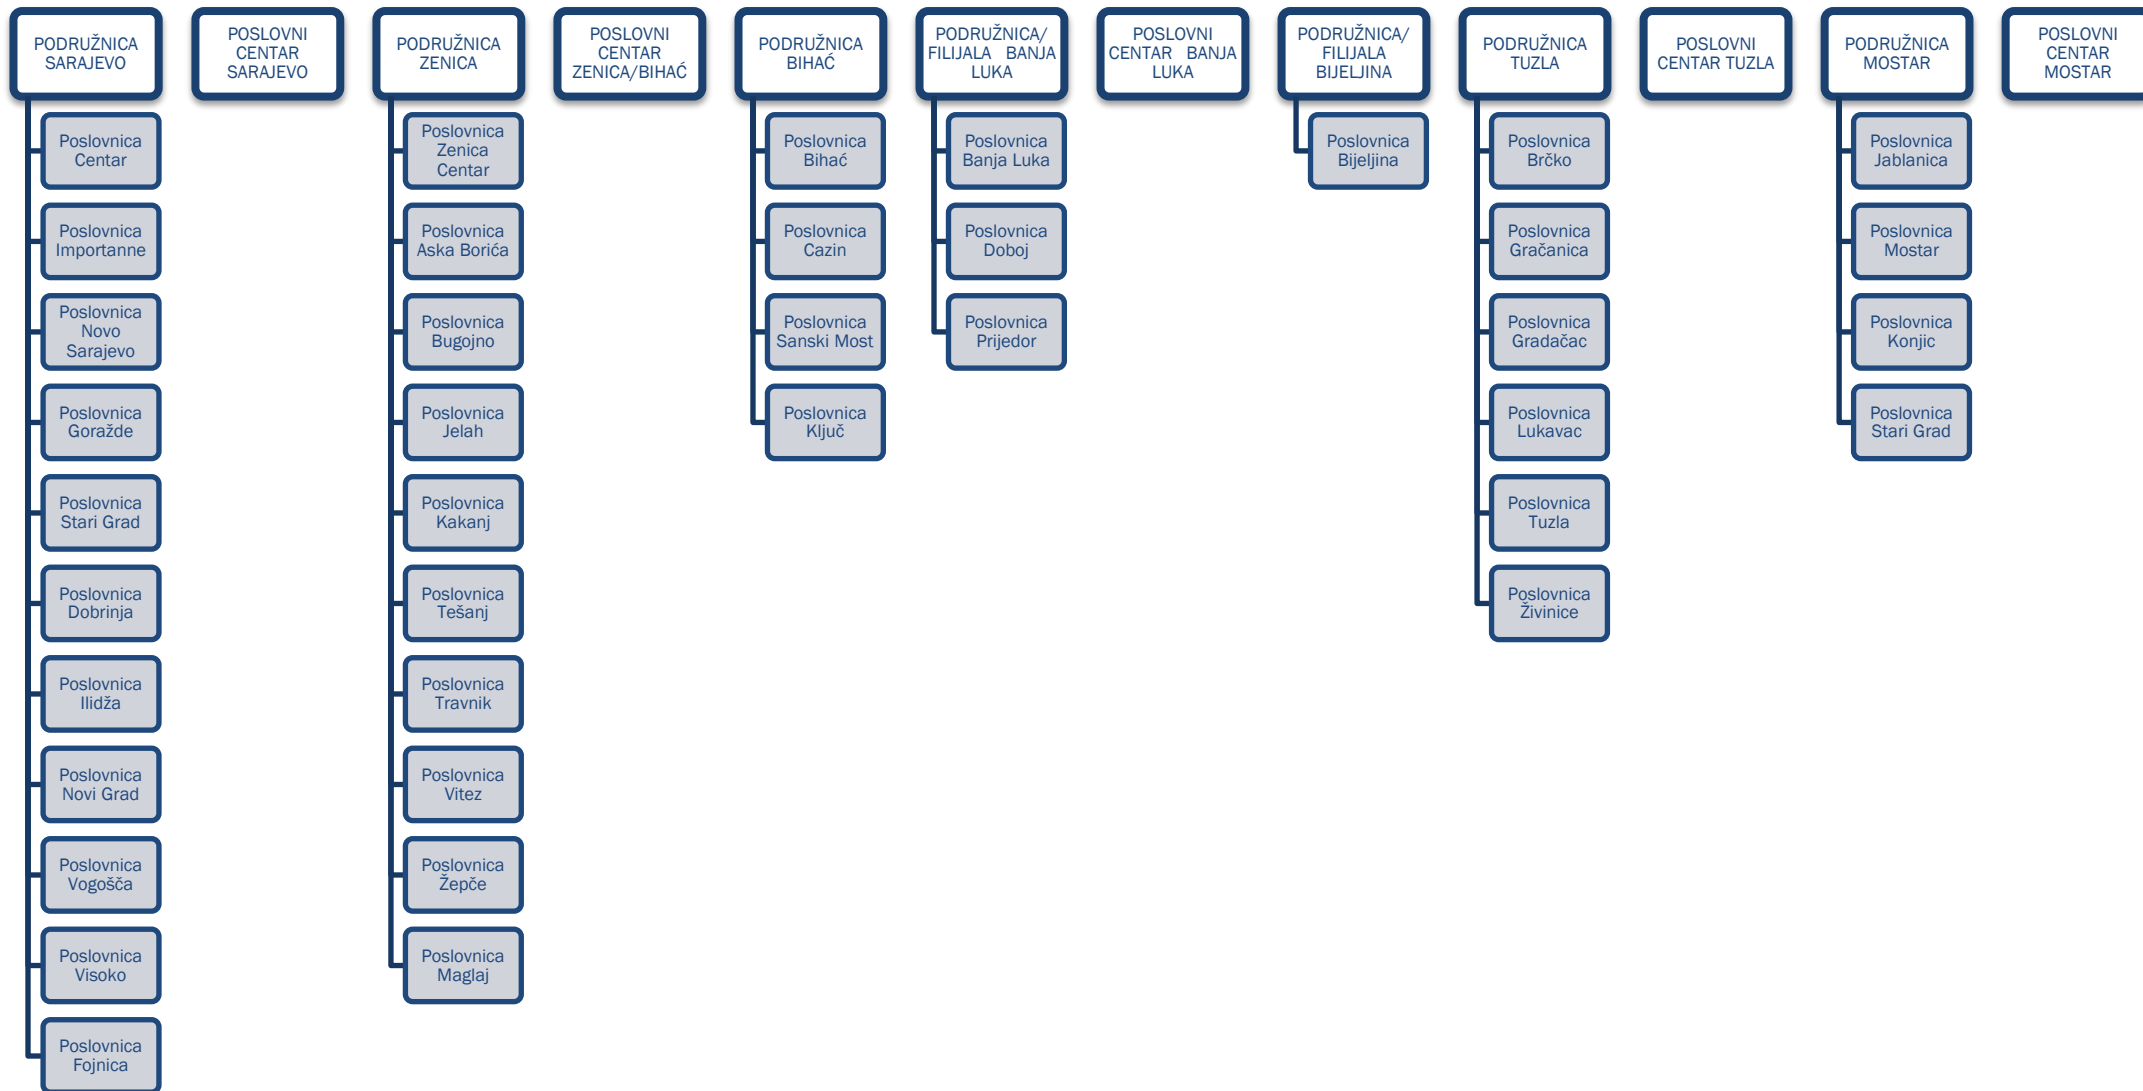 PODRUŽNICA
SARAJEVO
Poslovnica
Centar
Poslovnica
Importanne
Poslovnica
Novo
Sarajevo
Poslovnica
Goražde
Poslovnica
Stari Grad
Poslovnica
Dobrinja
Poslovnica
Ilidža
Poslovnica
Novi Grad
Poslovnica
Vogošča
Poslovnica
Visoko
Poslovnica
Fojnica
POSLOVNI
CENTAR
SARAJEVO
PODRUŽNICA
ZENICA
Poslovnica
Zenica
Centar
Poslovnica
Aska Borića
Poslovnica
Bugojno
Poslovnica
Jelah
Poslovnica
Kakanj
Poslovnica
Tešanj
Poslovnica
Travnik
Poslovnica
Vitez
Poslovnica
Žepče
Poslovnica
Maglaj
POSLOVNI
CENTAR
ZENICA/BIHAĆ
PODRUŽNICA
BIHAĆ
Poslovnica
Bihać
Poslovnica
Cazin
Poslovnica
Sanski Most
Poslovnica
Ključ
PODRUŽNICA/
FILIJALA BANJA
LUKA
Poslovnica
Banja Luka
Poslovnica
Doboj
Poslovnica
Prijedor
POSLOVNI
CENTAR BANJA
LUKA
PODRUŽNICA/
FILIJALA
BIJELJINA
Poslovnica
Bijeljina
PODRUŽNICA
TUZLA
Poslovnica
Brčko
Poslovnica
Gračanica
Poslovnica
Gradačac
Poslovnica
Lukavac
Poslovnica
Tuzla
Poslovnica
Živinice
POSLOVNI
CENTAR TUZLA
PODRUŽNICA
MOSTAR
Poslovnica
Jablanica
Poslovnica
Mostar
Poslovnica
Konjic
Poslovnica
Stari Grad
POSLOVNI
CENTAR
MOSTAR